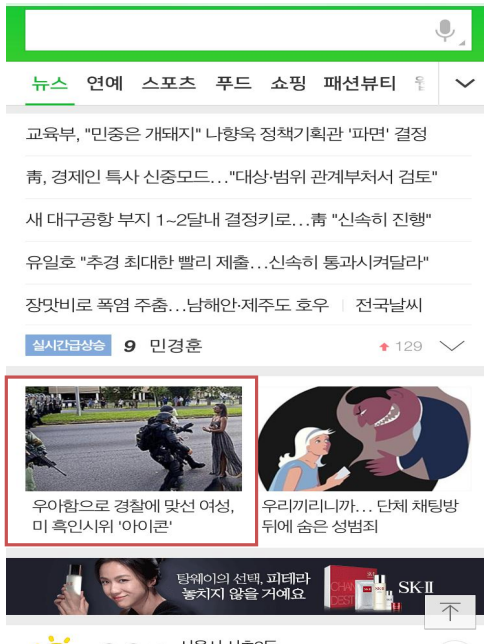 뉴스 연예 스포츠 푸드 쇼핑 패션뷰티
교육부, "민중은 개돼지" 나향욱 정책기획관 '파면' 결정
靑, 경제인 특사 신중모드…"대상·범위 관계부처서 검토"
새 대구공항 부지 1~2달내 결정키로…靑 "신속히 진행"
유일호 "추경 최대한 빨리 제출…신속히 통과시켜달라"
장맛비로 폭염 주춤…남해안·제주도 호우 | 전국날씨
실시간급상승 9 민경훈 129
우아함으로 경찰에 맞선 여성,
미 흑인시위 '아이콘'
우리끼리니까… 단체 채팅방
뒤에 숨은 성범죄
탕웨이의 선택, 피테라
놓치지 않을 거예요
SK-II